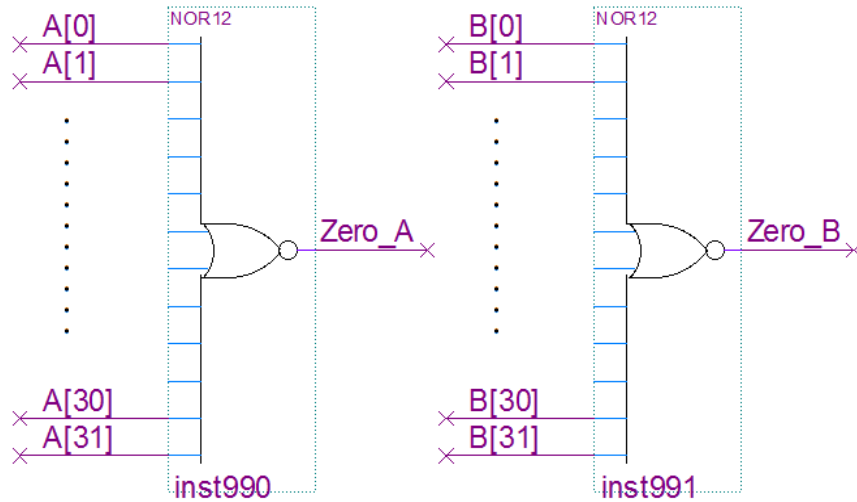 NOR12
A[0]
A[1]
A[30]
A[31]
Zero_A
inst990
NOR12
B[0]
B[1]
B[30]
B[31]
Zero_B
inst991